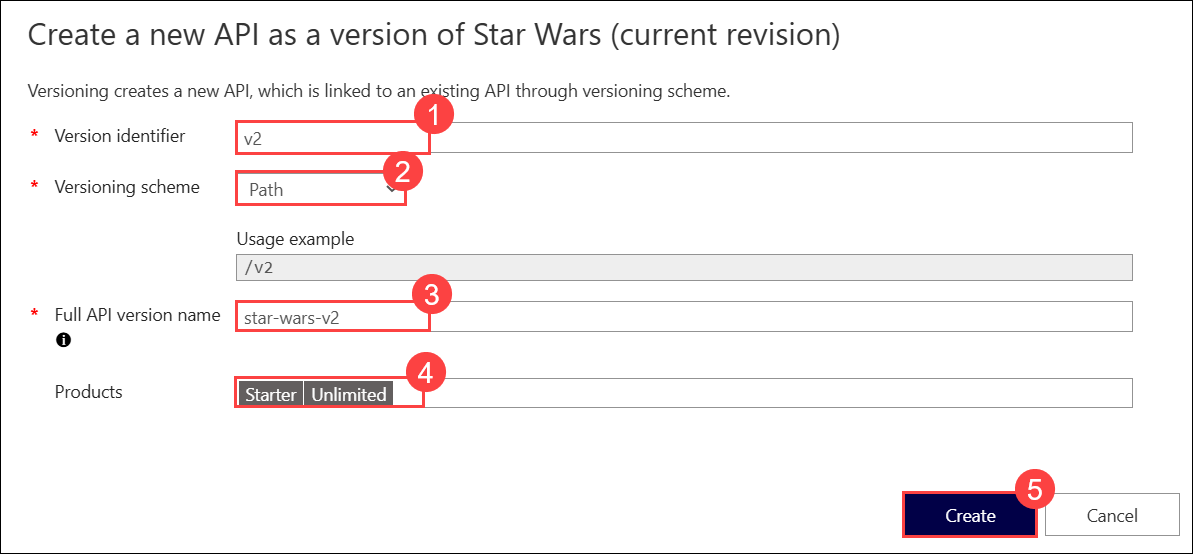 Create a new API as a version of Star Wars (current revision)
Versioning creates a new API, which is linked to an existing API through versioning scheme.
1
* Version identifier v2
2
* Versioning scheme Path
Usage example
/v2
3
* Full API version name star-wars-v2
4
Products Starter Unlimited
5
Create Cancel